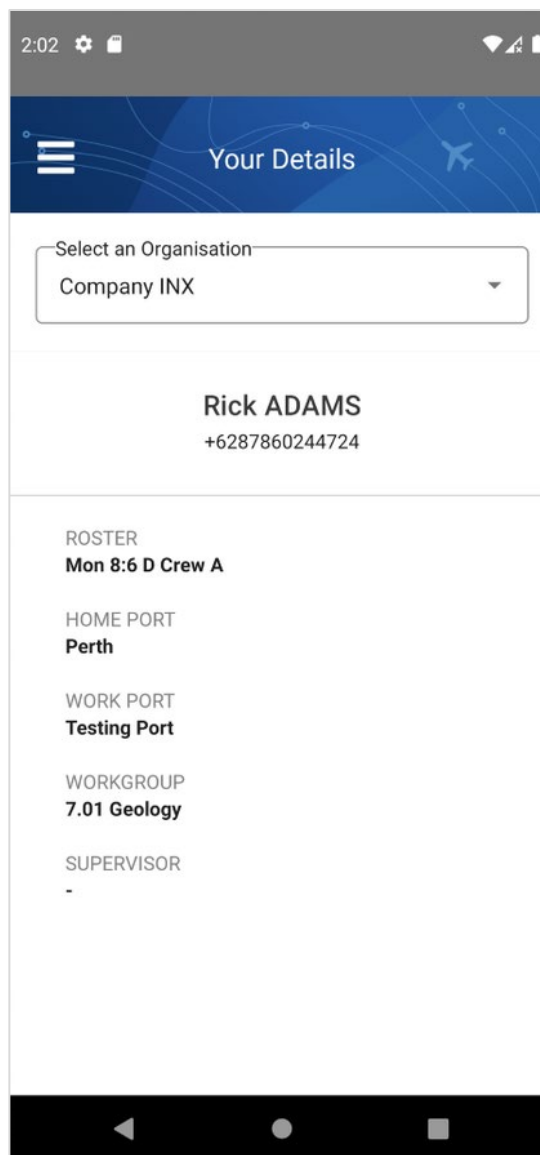 2:02
Your Details
Select an Organisation
Company INX
Rick ADAMS
+6287860244724
ROSTER
Mon 8:6 D Crew A
HOME PORT
Perth
WORK PORT
Testing Port
WORKGROUP
7.01 Geology
SUPERVISOR
-